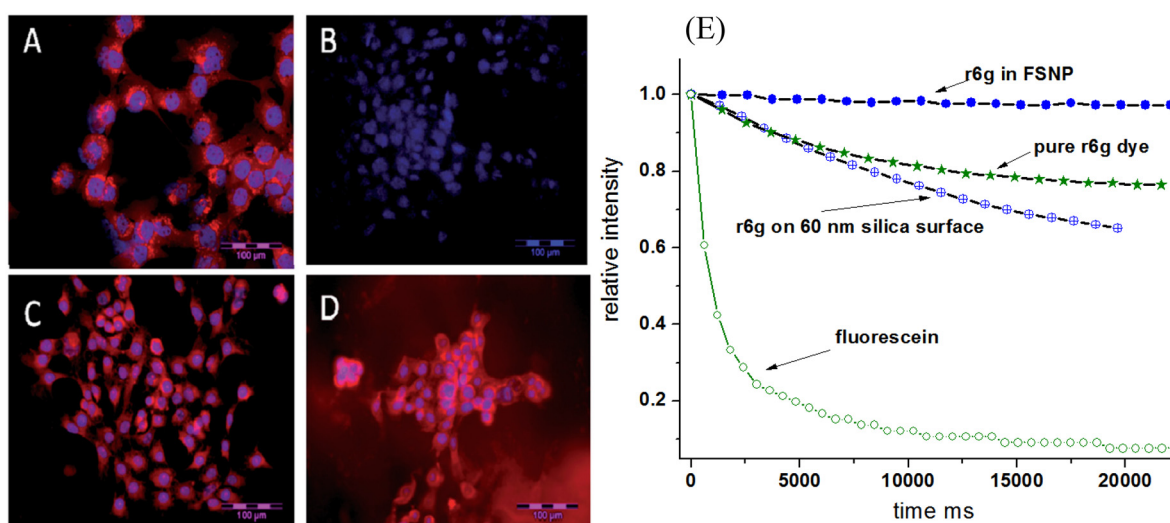 A
100 µm
B
100 µm
C
100 µm
D
100 µm
(E)
r6g in FSNP
pure r6g dye
r6g on 60 nm silica surface
fluorescein
relative intensity
1.0
0.8
0.6
0.4
0.2
0
5000
10000
15000
20000
time ms